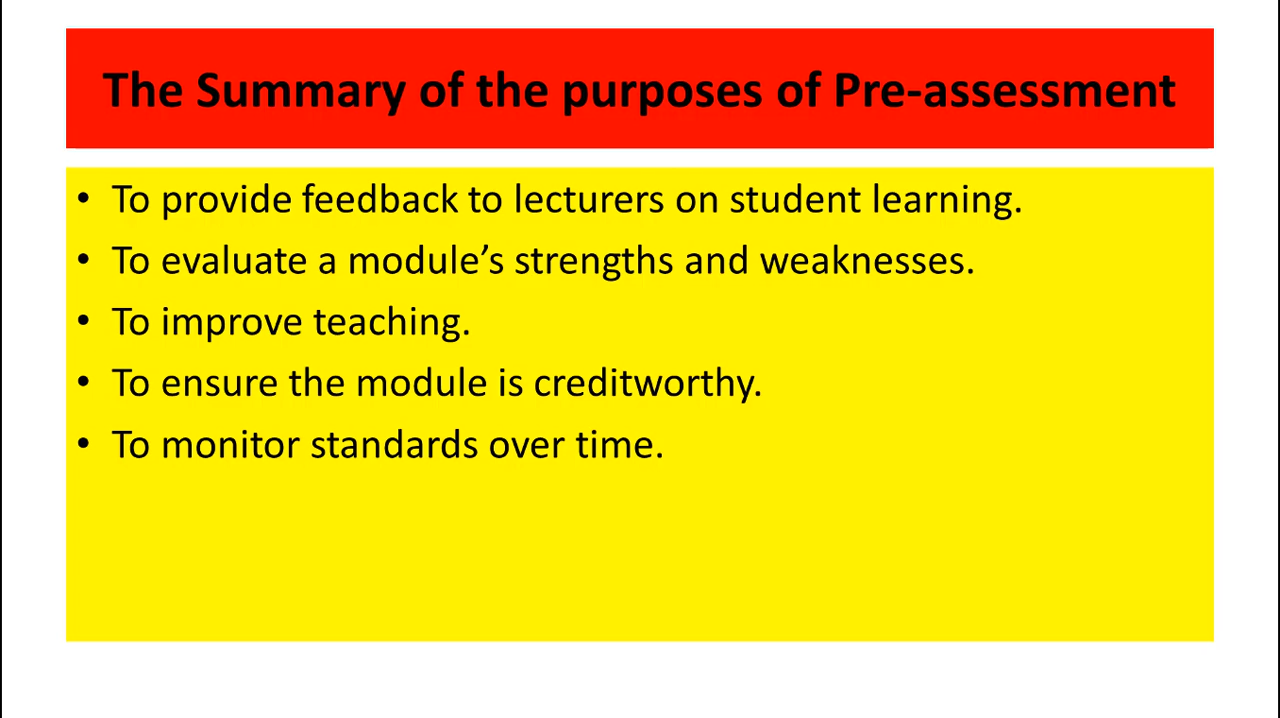 The Summary of the purposes of Pre-assessment
• To provide feedback to lecturers on student learning.
• To evaluate a module’s strengths and weaknesses.
• To improve teaching.
• To ensure the module is creditworthy.
• To monitor standards over time.